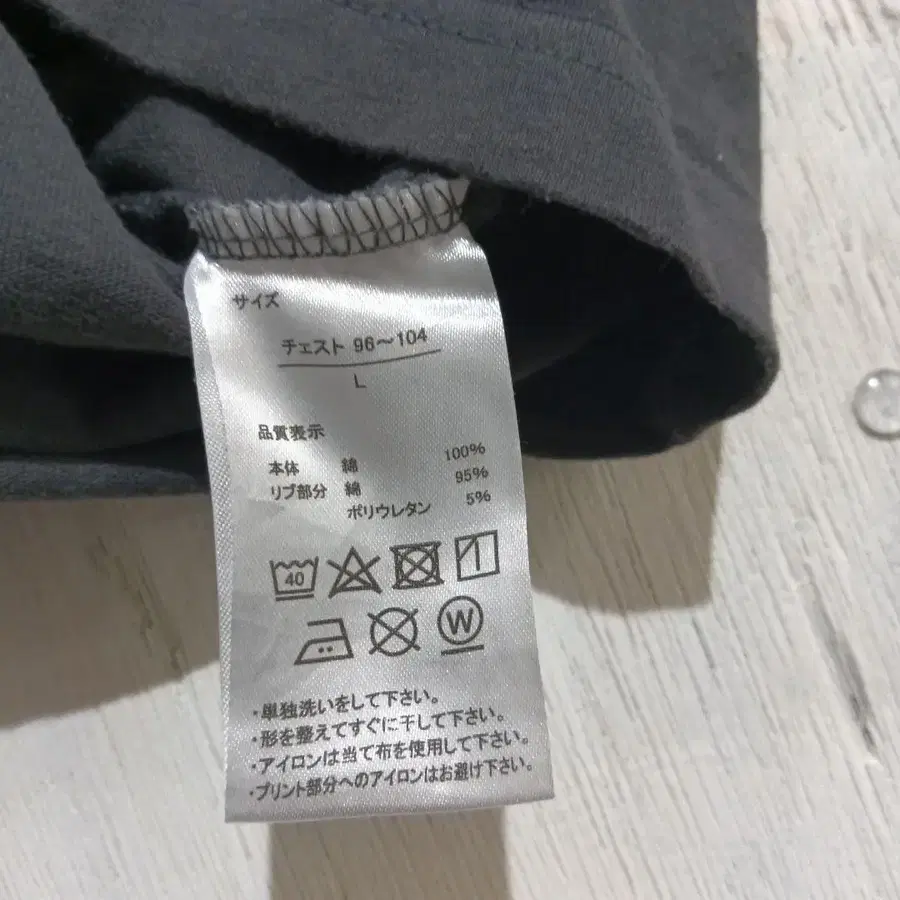 サイズ
チェスト 96〜104
L
品質表示
本体 綿 100%
リブ部分 綿 95%
ポリウレタン 5%
40
W
・単独洗いをして下さい。
・形を整えてすぐに干して下さい。
・アイロンは当て布を使用して下さい。
・プリント部分へのアイロンはお避け下さい。